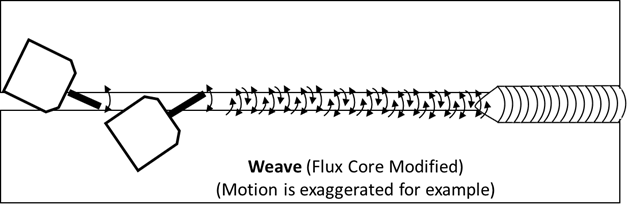 Weave (Flux Core Modified)
(Motion is exaggerated for example)